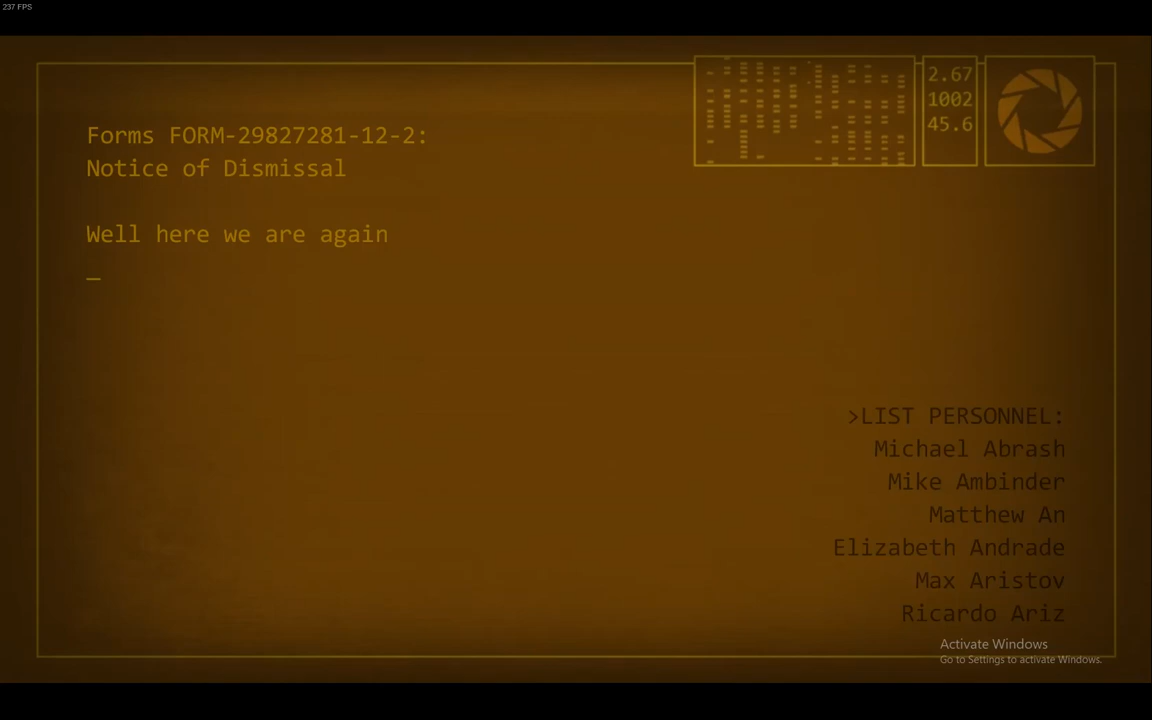 237 FPS
2.67
1002
45.6
Forms FORM-29827281-12-2:
Notice of Dismissal
Well here we are again
_
>LIST PERSONNEL:
Michael Abrash
Mike Ambinder
Matthew An
Elizabeth Andrade
Max Aristov
Ricardo Ariz
Activate Windows
Go to Settings to activate Windows.